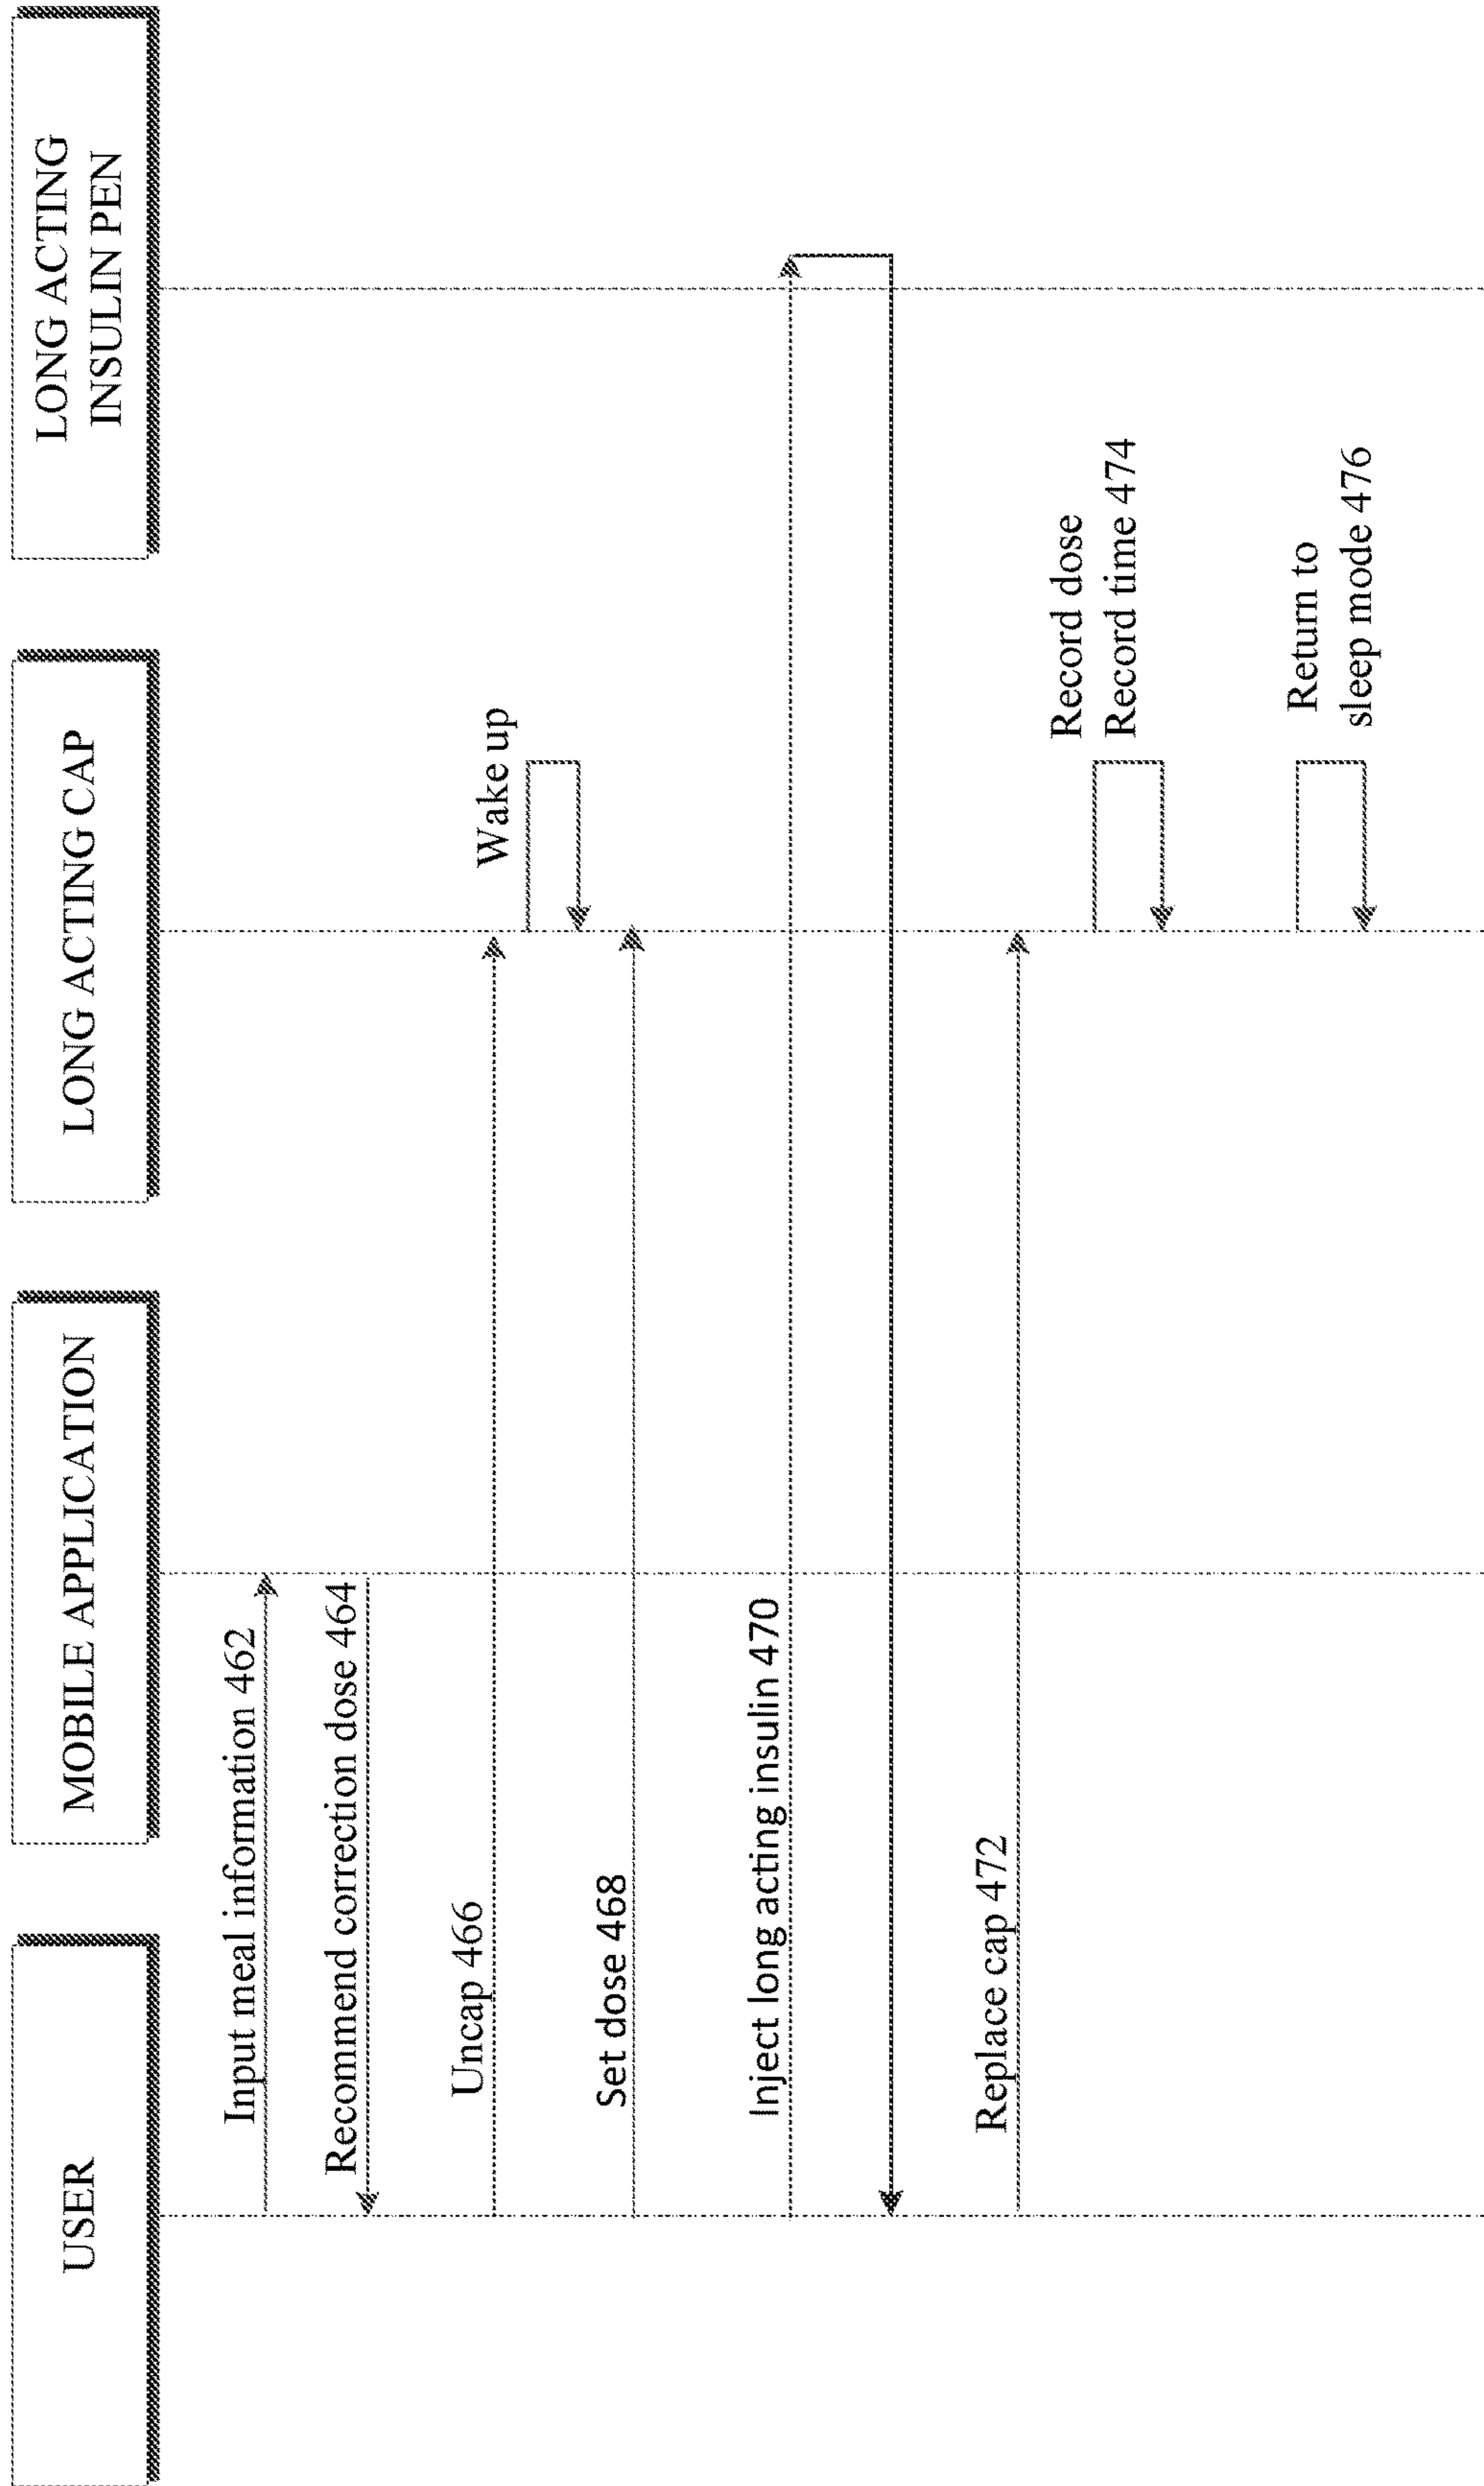 USER
MOBILE APPLICATION
LONG ACTING CAP
LONG ACTING
INSULIN PEN
Input meal information 462
Recommend correction dose 464
Uncap 466
Wake up
Set dose 468
Inject long acting insulin 470
Replace cap 472
Record dose
Record time 474
Return to
sleep mode 476